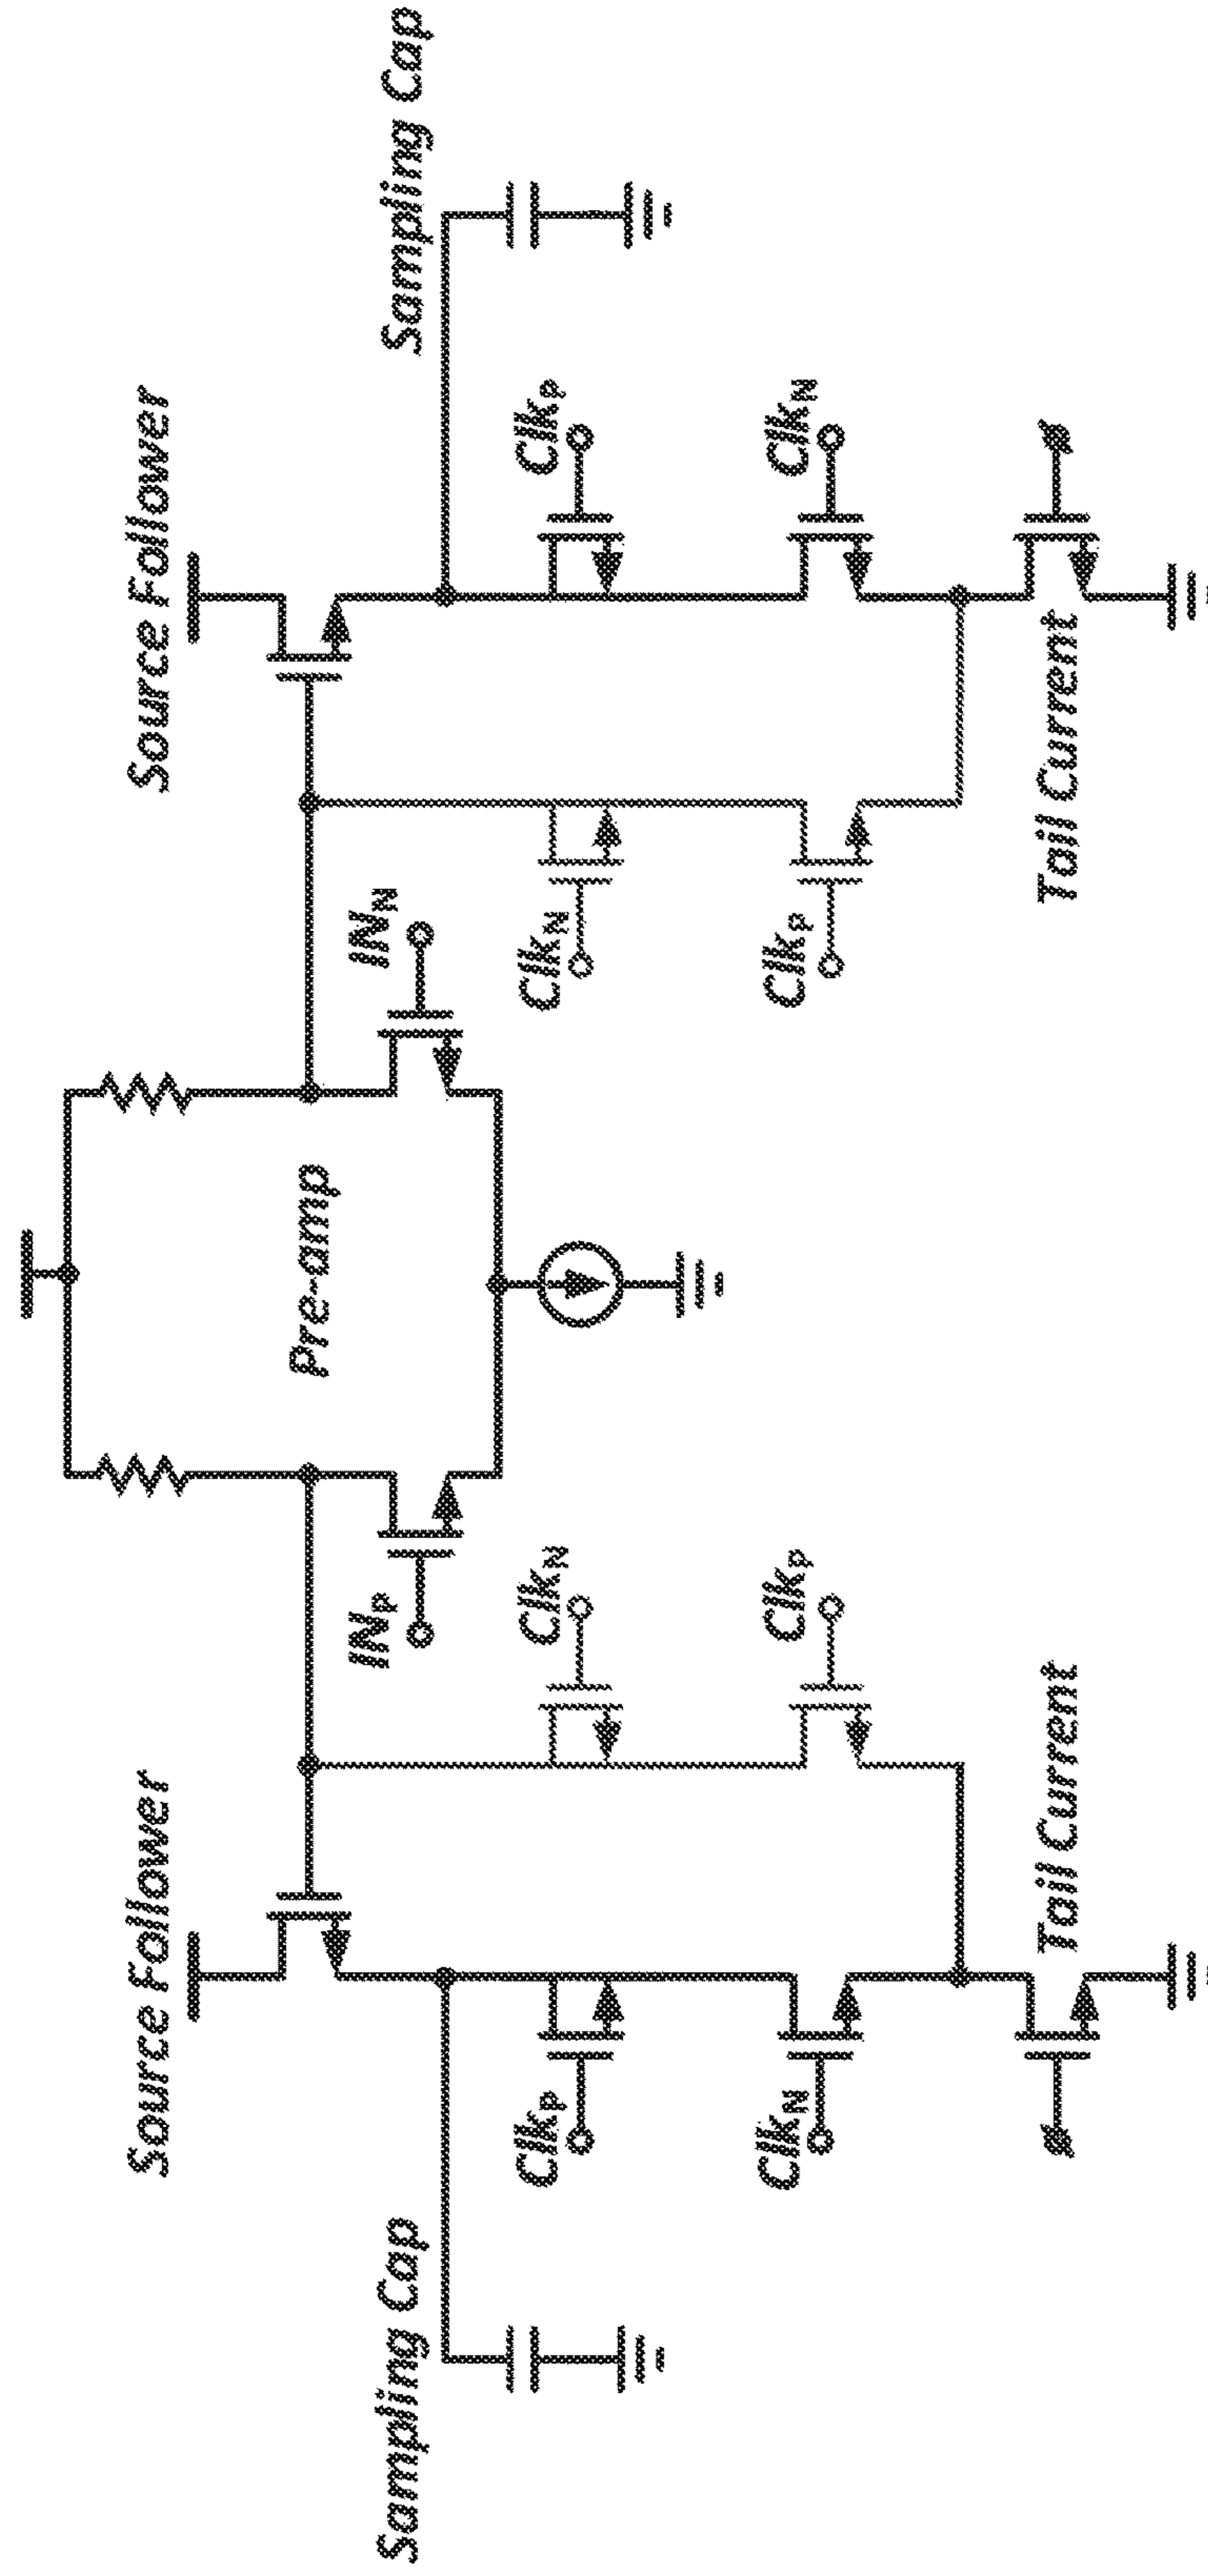 Source Follower
Source Follower
Sampling Cap
Pre-amp
Sampling Cap
IN_P
IN_N
Clk_P
Clk_N
Clk_N
Clk_P
Clk_N
Clk_P
Clk_P
Clk_N
Tail Current
Tail Current